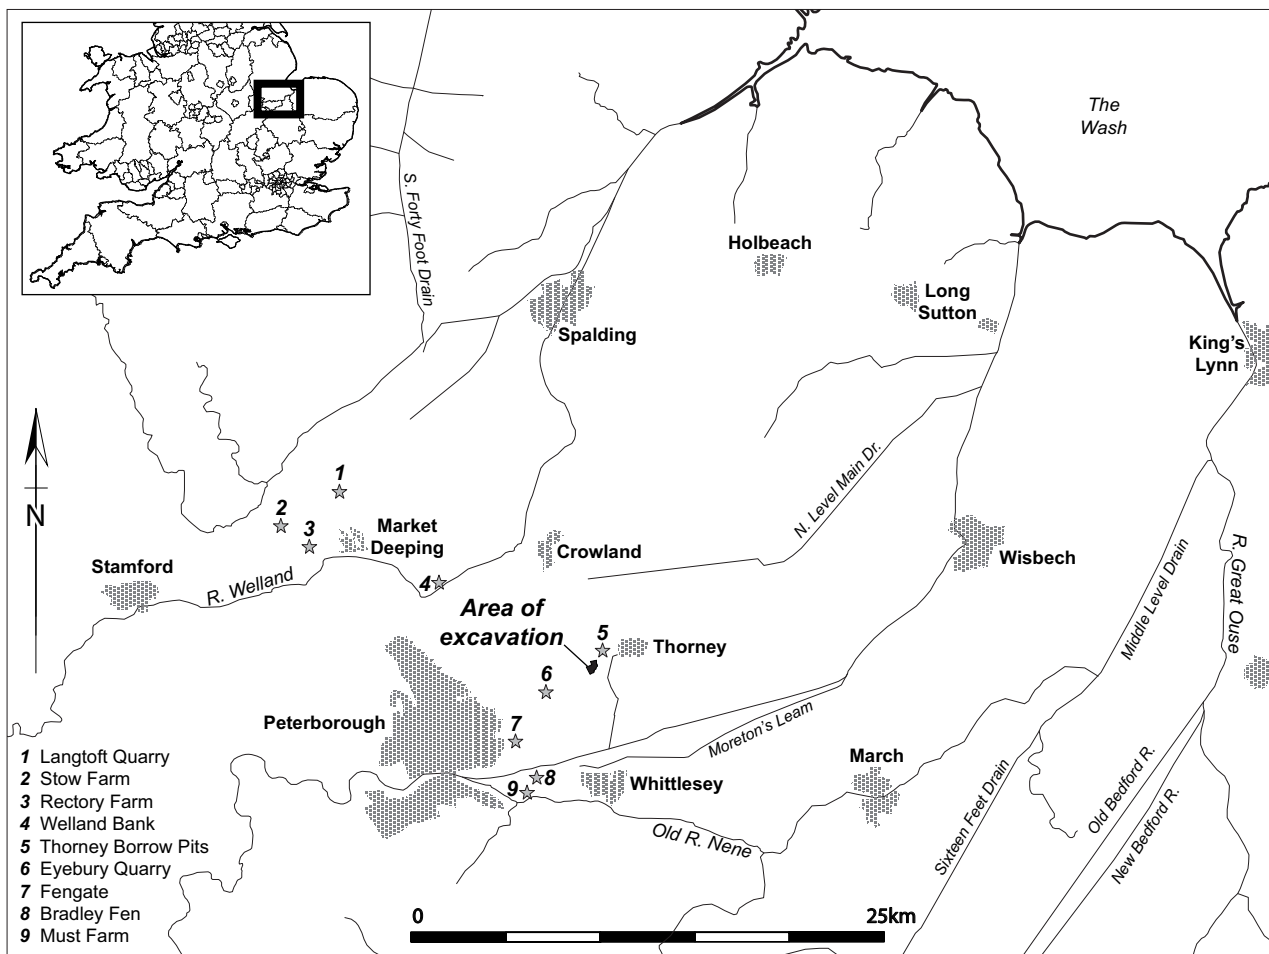 The
Wash
S. Forty Foot Drain
Holbeach
Long
Sutton
Spalding
King's
Lynn
N. Level Main Dr.
1
2
3
Market
Deeping
Crowland
Wisbech
Stamford
R. Welland
4
Middle Level Drain
R. Great Ouse
Area of
excavation
5
Thorney
6
Peterborough
7
Moreton's Leam
March
8
9
Whittlesey
Old R. Nene
Sixteen Feet Drain
Old Bedford R.
New Bedford R.
N
1 Langtoft Quarry
2 Stow Farm
3 Rectory Farm
4 Welland Bank
5 Thorney Borrow Pits
6 Eyebury Quarry
7 Fengate
8 Bradley Fen
9 Must Farm
0 25km